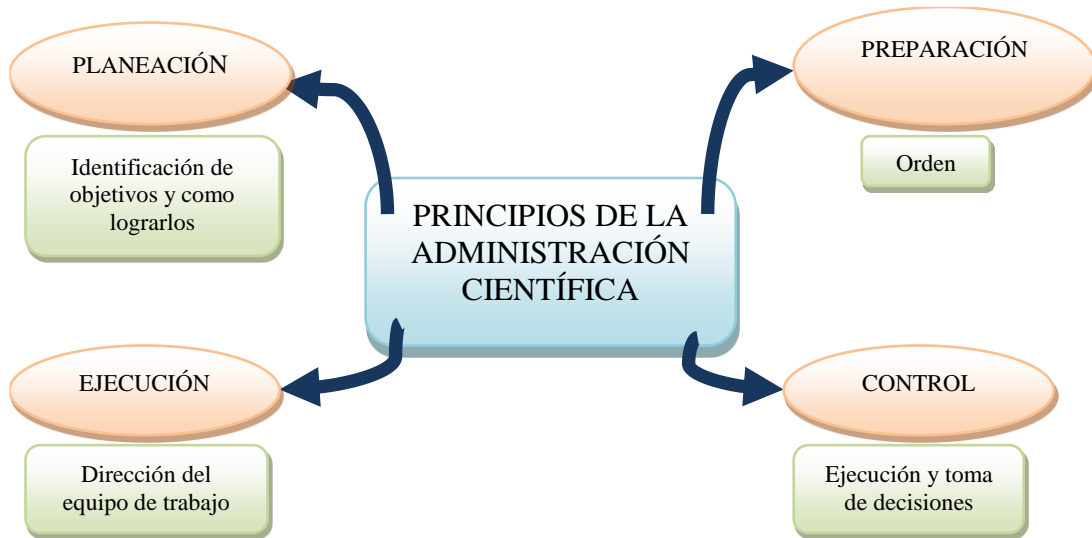 PLANEACIÓN
Identificación de
objetivos y como
lograrlos
PREPARACIÓN
Orden
PRINCIPIOS DE LA
ADMINISTRACIÓN
CIENTÍFICA
EJECUCIÓN
Dirección del
equipo de trabajo
CONTROL
Ejecución y toma
de decisiones